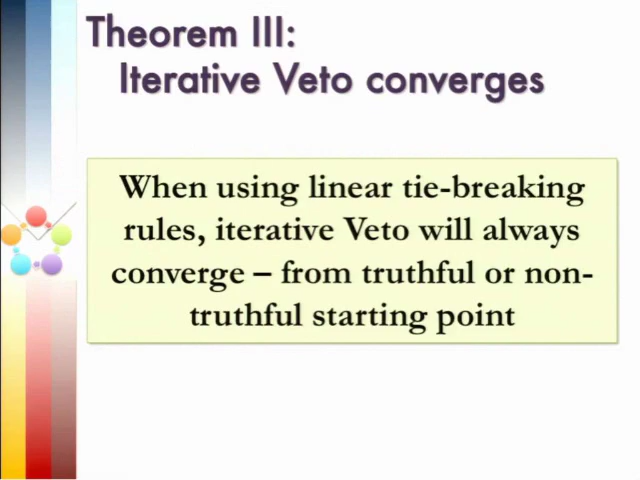 Theorem III:
Iterative Veto converges
When using linear tie-breaking
rules, iterative Veto will always
converge – from truthful or non-
truthful starting point